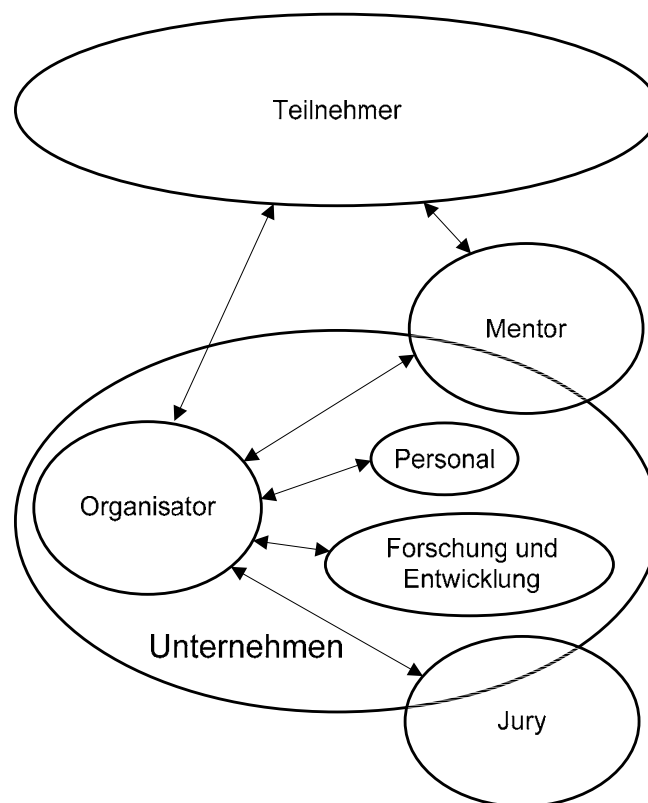 Teilnehmer
Mentor
Personal
Organisator
Forschung und
Entwicklung
Unternehmen
Jury